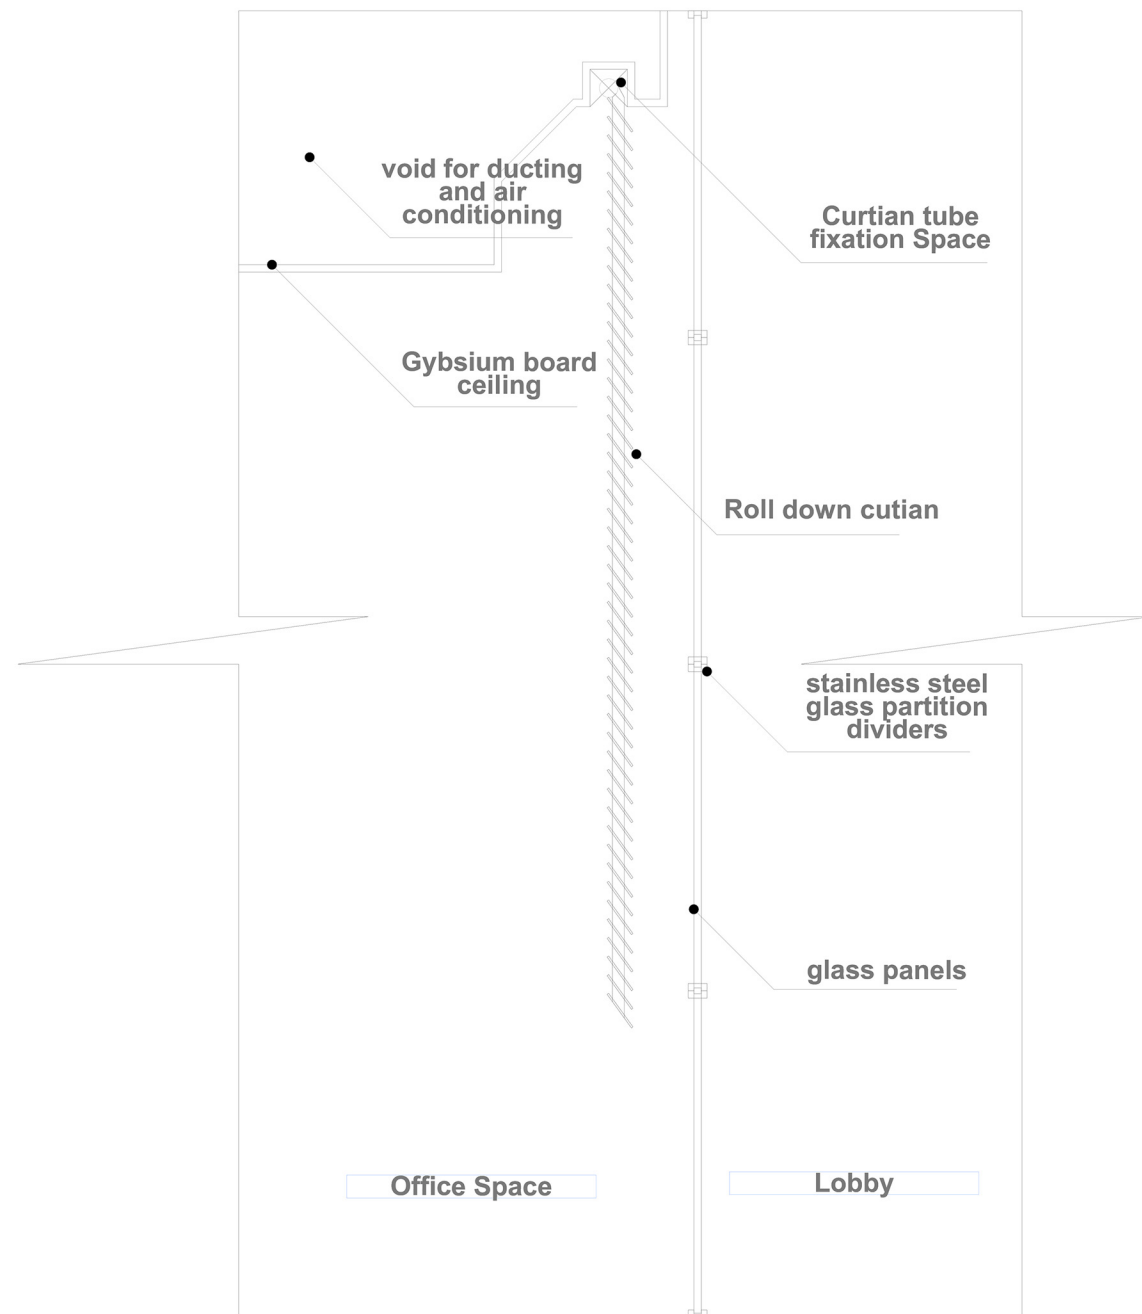 void for ducting
and air
conditioning
Curtian tube
fixation Space
Gybsium board
ceiling
Roll down cutian
stainless steel
glass partition
dividers
glass panels
Office Space
Lobby